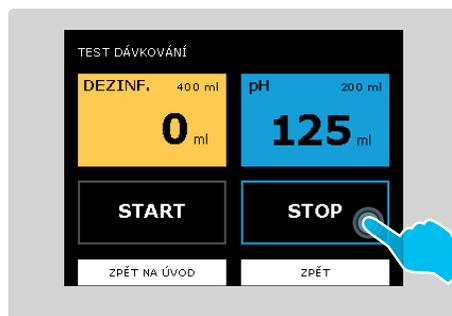 TEST DÁVKOVÁNÍ
DEZINF. 400 ml
0 ml
pH 200 ml
125 ml
START
STOP
ZPĚT NA ÚVOD
ZPĚT